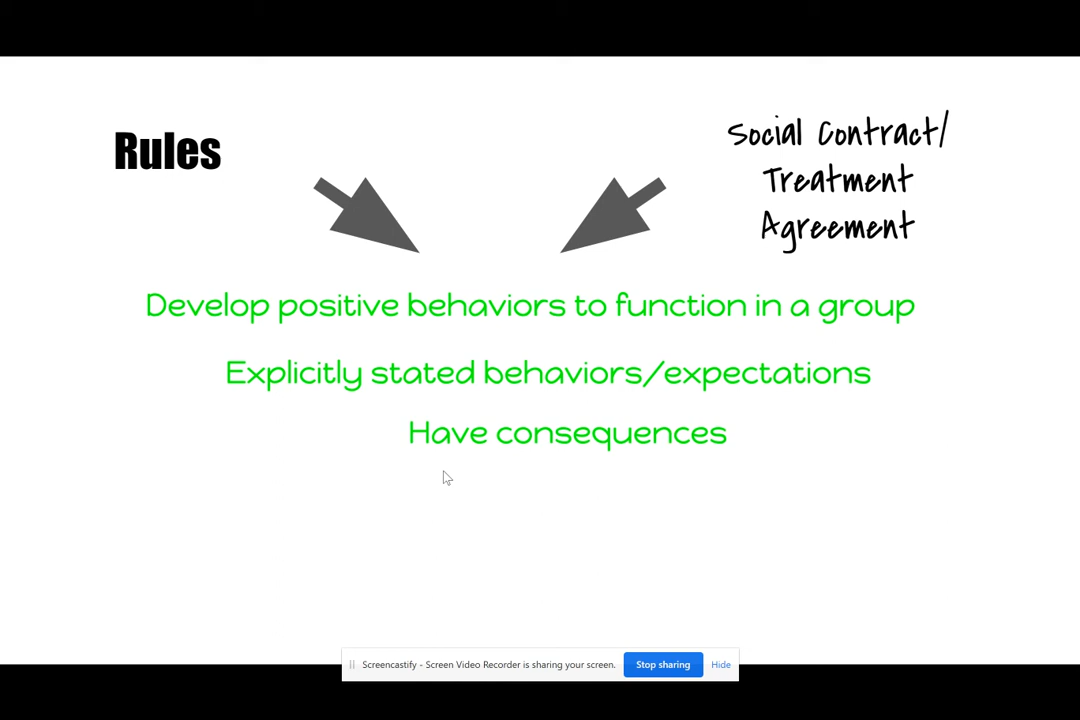 Rules
Social Contract/
Treatment
Agreement
Develop positive behaviors to function in a group
Explicitly stated behaviors/expectations
Have consequences
Screencastify - Screen Video Recorder is sharing your screen. Stop sharing Hide